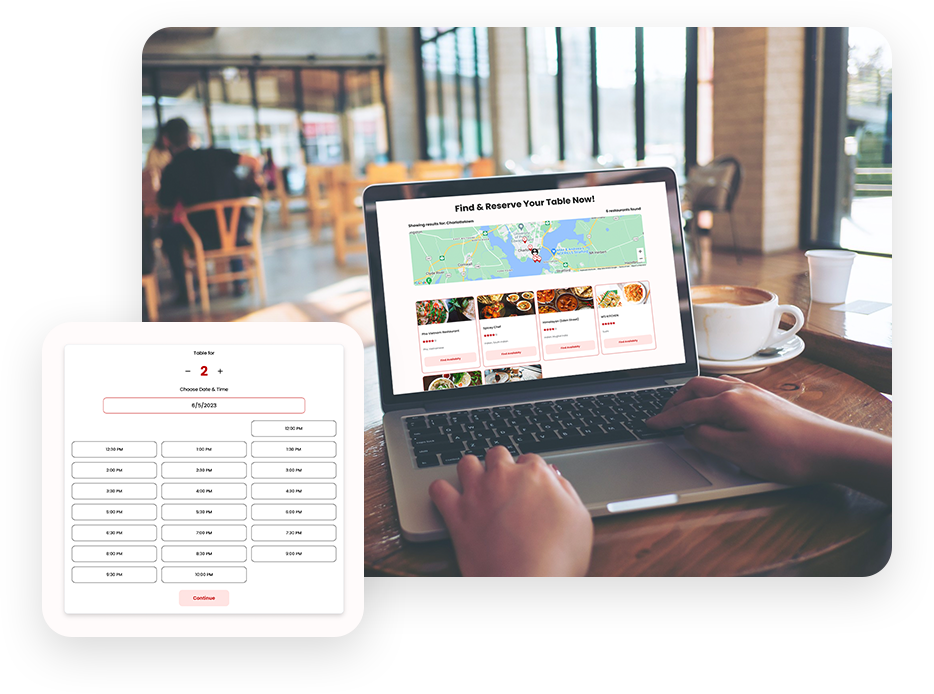 Find & Reserve Your Table Now!
Showing results for: Charlottetown
8 restaurants found!
One Vietnam Restaurant
Spicey Chef
Himalayan (Eden Street)
Find Availability
Find Availability
Find Availability
Find Availability
Table for
− 2 +
Choose Date & Time
6/5/2023
12:00 PM
12:30 PM 1:00 PM 1:30 PM
2:00 PM 2:30 PM 3:00 PM
3:30 PM 4:00 PM 4:30 PM
5:00 PM 5:30 PM 6:00 PM
6:30 PM 7:00 PM 7:30 PM
8:00 PM 8:30 PM 9:00 PM
9:30 PM 10:00 PM
Continue